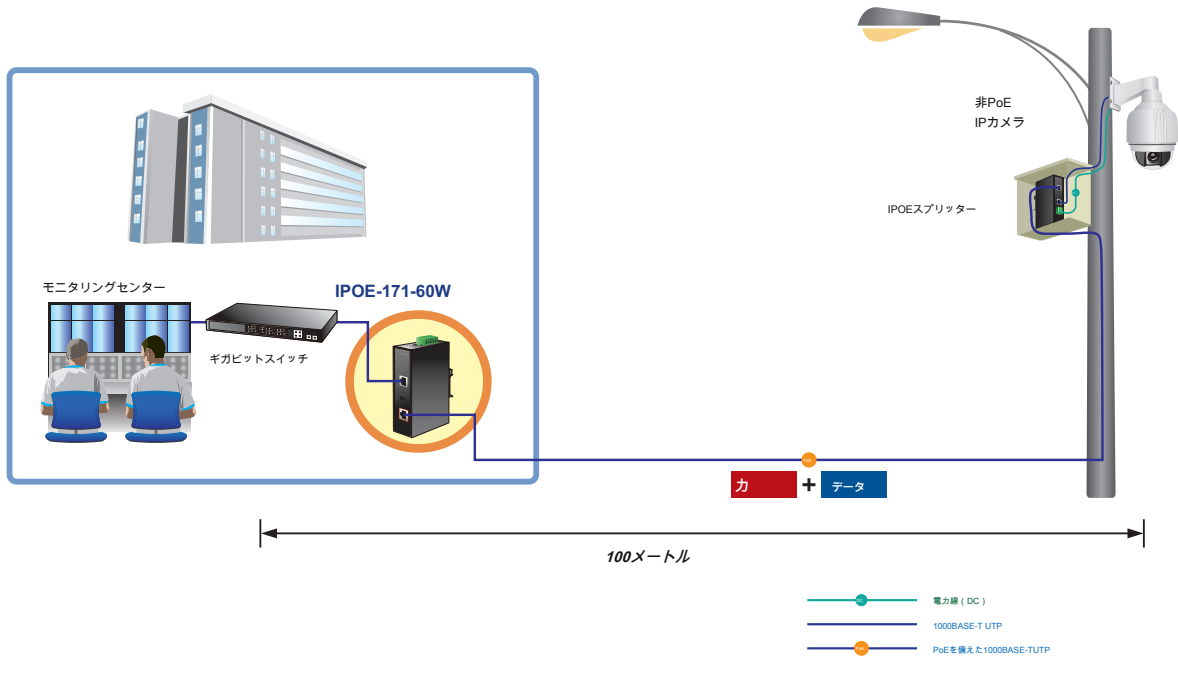 非PoE
IPカメラ
IPOEスプリッター
モニタリングセンター
IPOE-171-60W
ギガビットスイッチ
力 + データ
100メートル
DC 電力線（DC）
1000BASE-T UTP
PoE PoEを備えた1000BASE-TUTP